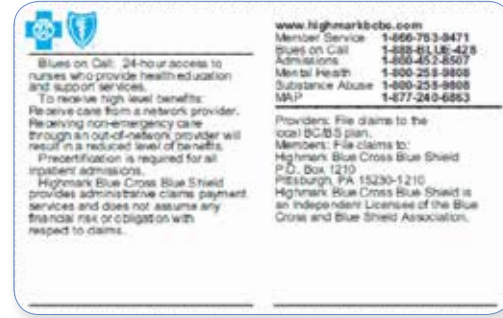 Blues on Call: 24-hour access to
nurses who provide health education
and support services.
To receive high level benefits:
Receive care from a network provider.
Receiving non-emergency care
through an out-of-network provider will
result in a reduced level of benefits.
Precertification is required for all
inpatient admissions.
Highmark Blue Cross Blue Shield
provides administrative claims payment
services and does not assume any
financial risk or obligation with
respect to claims.
www.highmarkbcbs.com
Member Service 1-866-763-9471
Blues on Call 1-888-BLUE-428
Admissions 1-800-452-8507
Mental Health 1-800-258-9808
Substance Abuse 1-800-258-9808
MAP 1-877-240-6863
Providers: File claims to the
local BC/BS plan.
Members: File claims to:
Highmark Blue Cross Blue Shield
P.O. Box 1210
Pittsburgh, PA 15230-1210
Highmark Blue Cross Blue Shield is
an Independent Licensee of the Blue
Cross and Blue Shield Association.